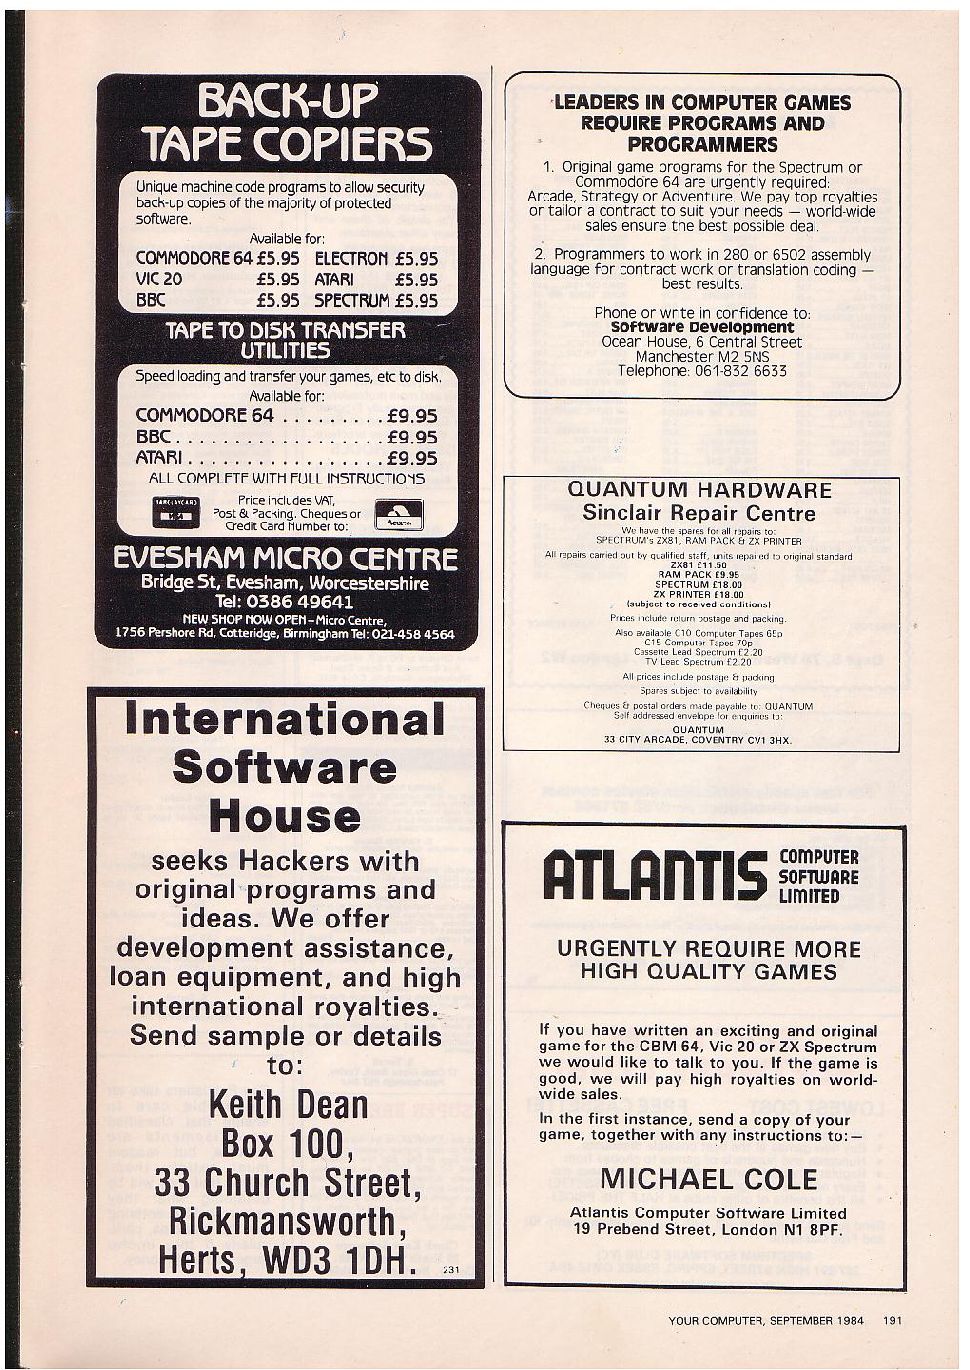 BACK-UP
TAPE COPIERS
Unique machine code programs to allow security
back-up copies of the majority of protected
software.
Available for:
COMMODORE 64 £5.95 ELECTRON £5.95
VIC 20 £5.95 ATARI £5.95
BBC £5.95 SPECTRUM £5.95
TAPE TO DISK TRANSFER
UTILITIES
Speed loading and transfer your games, etc to disk.
Available for:
COMMODORE 64 . . . . . . . . . £9.95
BBC . . . . . . . . . . . . . . . . . . £9.95
ATARI . . . . . . . . . . . . . . . . . £9.95
ALL COMPLETE WITH FULL INSTRUCTIONS
BARCLAYCARD
VISA
Price includes VAT,
Post & Packing. Cheques or
Credit Card Number to:
Access
EVESHAM MICRO CENTRE
Bridge St, Evesham, Worcestershire
Tel: 0386 49641
NEW SHOP NOW OPEN – Micro Centre,
1756 Pershore Rd, Cotteridge, Birmingham Tel: 021-458 4564
International
Software
House
seeks Hackers with
original programs and
ideas. We offer
development assistance,
loan equipment, and high
international royalties.
Send sample or details
to:
Keith Dean
Box 100,
33 Church Street,
Rickmansworth,
Herts, WD3 1DH.
231
LEADERS IN COMPUTER GAMES
REQUIRE PROGRAMS AND
PROGRAMMERS
1. Original game programs for the Spectrum or
Commodore 64 are urgently required:
Arcade, Strategy or Adventure. We pay top royalties
or tailor a contract to suit your needs — world-wide
sales ensure the best possible deal.
2. Programmers to work in 280 or 6502 assembly
language for contract work or translation coding —
best results.
Phone or write in confidence to:
Software Development
Ocean House, 6 Central Street
Manchester M2 5NS
Telephone: 061-832 6633
QUANTUM HARDWARE
Sinclair Repair Centre
We have the spares for all repairs to:
SPECTRUM's ZX81, RAM PACK & ZX PRINTER
All repairs carried out by qualified staff, units repaired to original standard
ZX81 £11.50
RAM PACK £9.95
SPECTRUM £18.00
ZX PRINTER £18.00
(subject to received conditions)
Prices include return postage and packing.
Also available C10 Computer Tapes 65p
C15 Computer Tapes 70p
Cassette Lead Spectrum £2.20
TV Lead Spectrum £2.20
All prices include postage & packing
Spares subject to availability
Cheques & postal orders made payable to: QUANTUM
Self addressed envelope for enquiries to:
QUANTUM
33 CITY ARCADE, COVENTRY CV1 3HX.
ATLANTIS COMPUTER
SOFTWARE
LIMITED
URGENTLY REQUIRE MORE
HIGH QUALITY GAMES
If you have written an exciting and original
game for the CBM 64, Vic 20 or ZX Spectrum
we would like to talk to you. If the game is
good, we will pay high royalties on world-
wide sales.
In the first instance, send a copy of your
game, together with any instructions to:—
MICHAEL COLE
Atlantis Computer Software Limited
19 Prebend Street, London N1 8PF.
YOUR COMPUTER, SEPTEMBER 1984 191